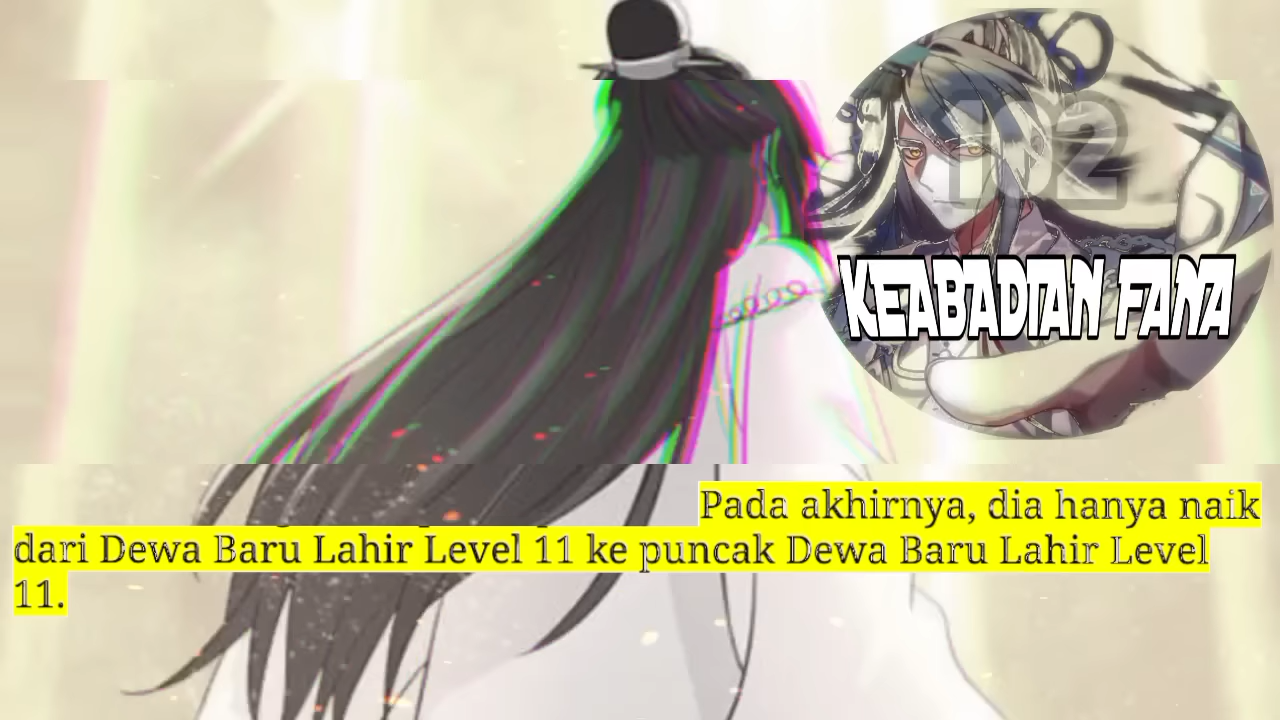 102
KEABADIAN FANA
Pada akhirnya, dia hanya naik
dari Dewa Baru Lahir Level 11 ke puncak Dewa Baru Lahir Level
11.